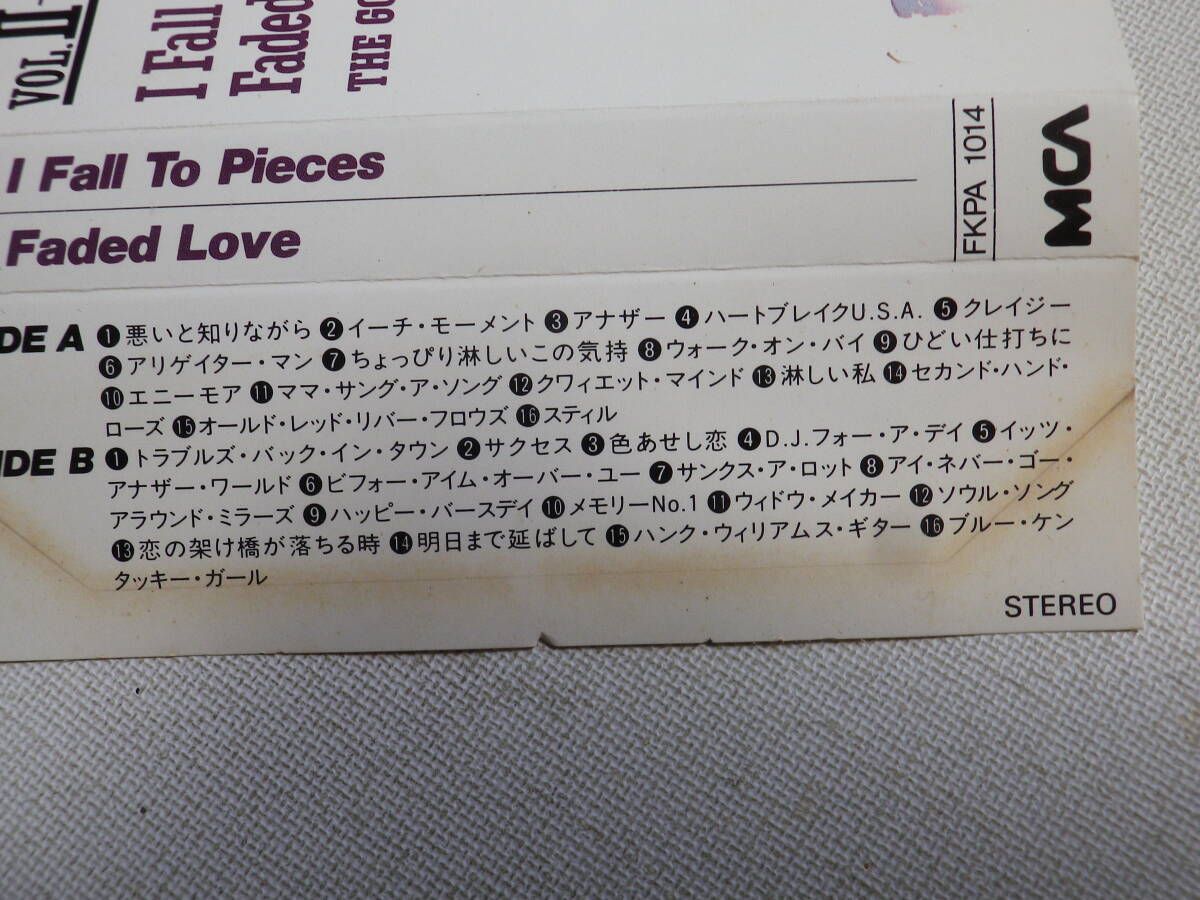 VOL.II
I Fall
Faded
THE GO
I Fall To Pieces
Faded Love
FKPA 1014
MCA
DE A ❶悪いと知りながら ❷イーチ・モーメント ❸アナザー ❹ハートブレイクU.S.A. ❺クレイジー
❻アリゲイター・マン ❼ちょっぴり淋しいこの気持 ❽ウォーク・オン・バイ ❾ひどい仕打ちに
❿エニーモア ⓫ママ・サング・ア・ソング ⓬クワィエット・マインド ⓭淋しい私 ⓮セカンド・ハンド・
ローズ ⓯オールド・レッド・リバー・フロウズ ⓰スティル
IDE B ❶トラブルズ・バック・イン・タウン ❷サクセス ❸色あせし恋 ❹D.J.フォー・ア・デイ ❺イッツ・
アナザー・ワールド ❻ビフォー・アイム・オーバー・ユー ❼サンクス・ア・ロット ❽アイ・ネバー・ゴー・
アラウンド・ミラーズ ❾ハッピー・バースデイ ❿メモリーNo.1 ⓫ウィドウ・メイカー ⓬ソウル・ソング
⓭恋の架け橋が落ちる時 ⓮明日まで延ばして ⓯ハンク・ウィリアムス・ギター ⓰ブルー・ケン
タッキー・ガール
STEREO